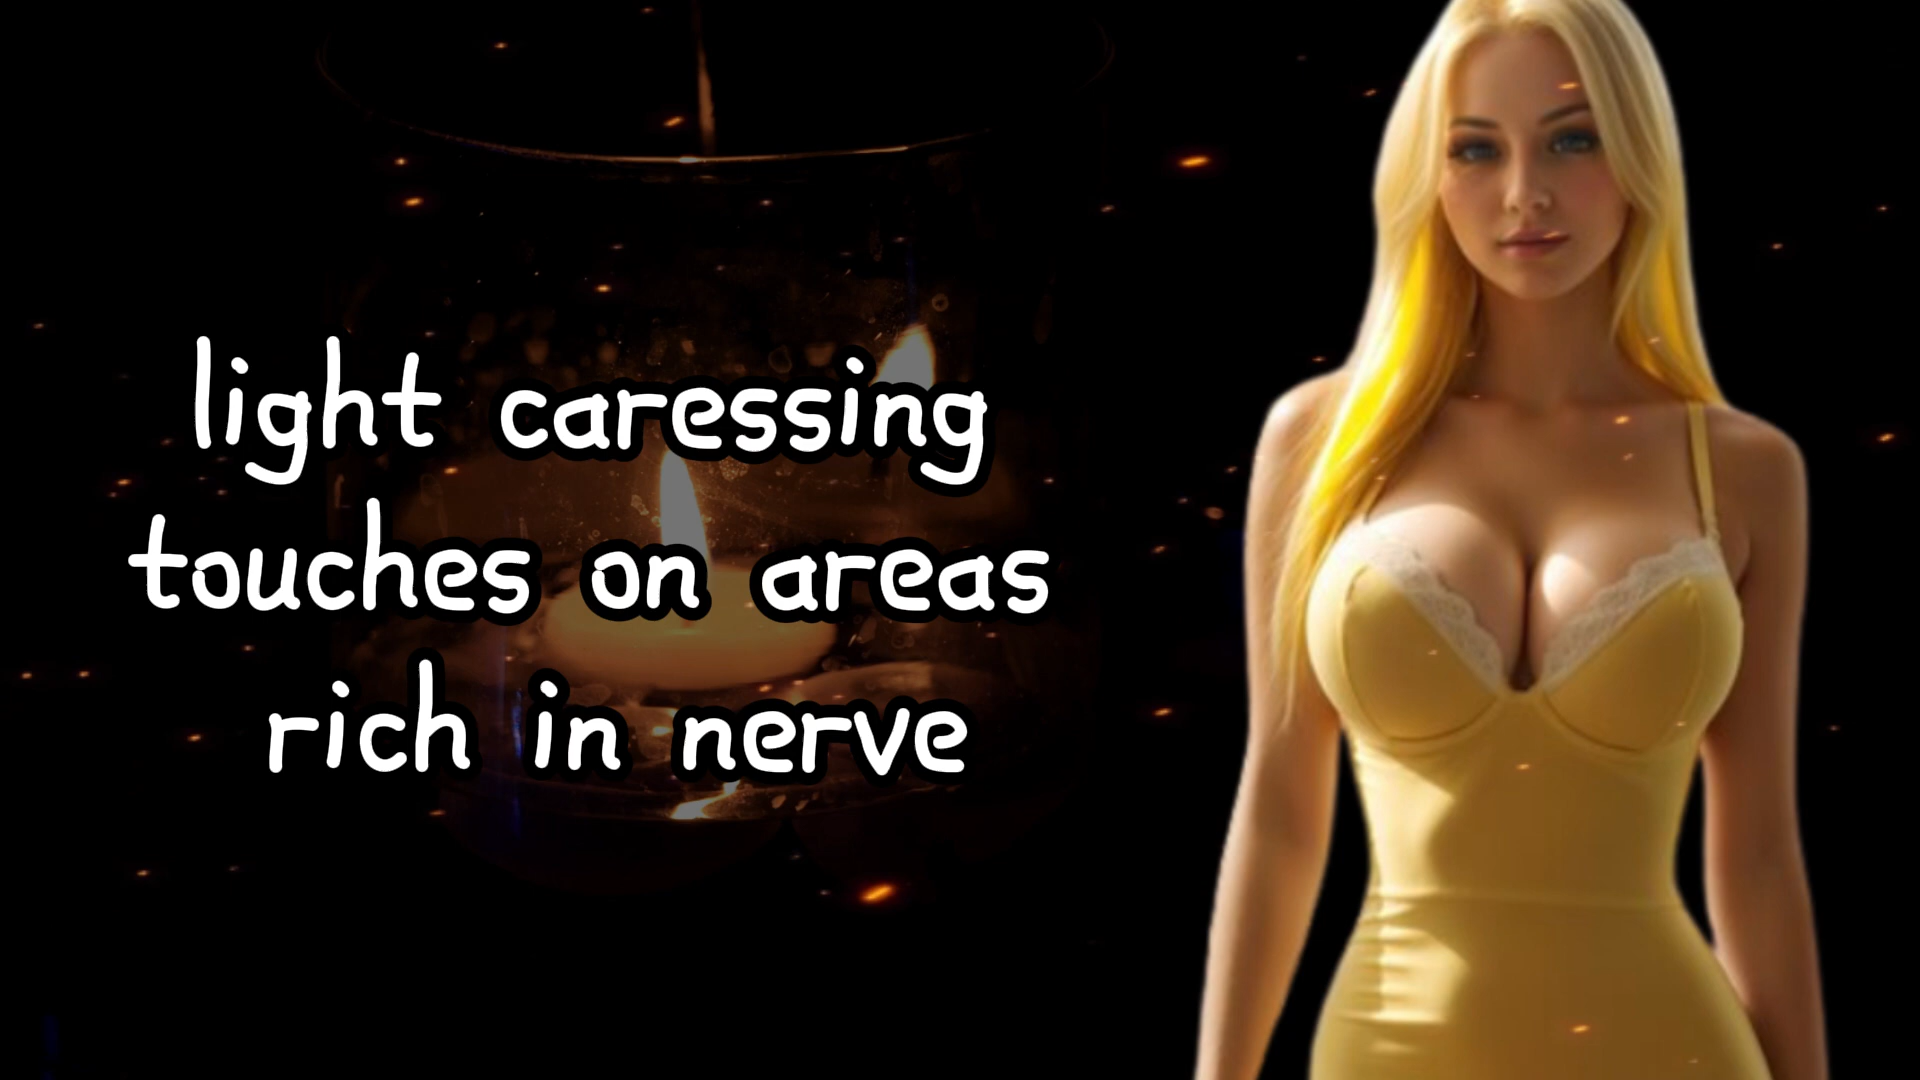 light caressing
touches on areas
rich in nerve